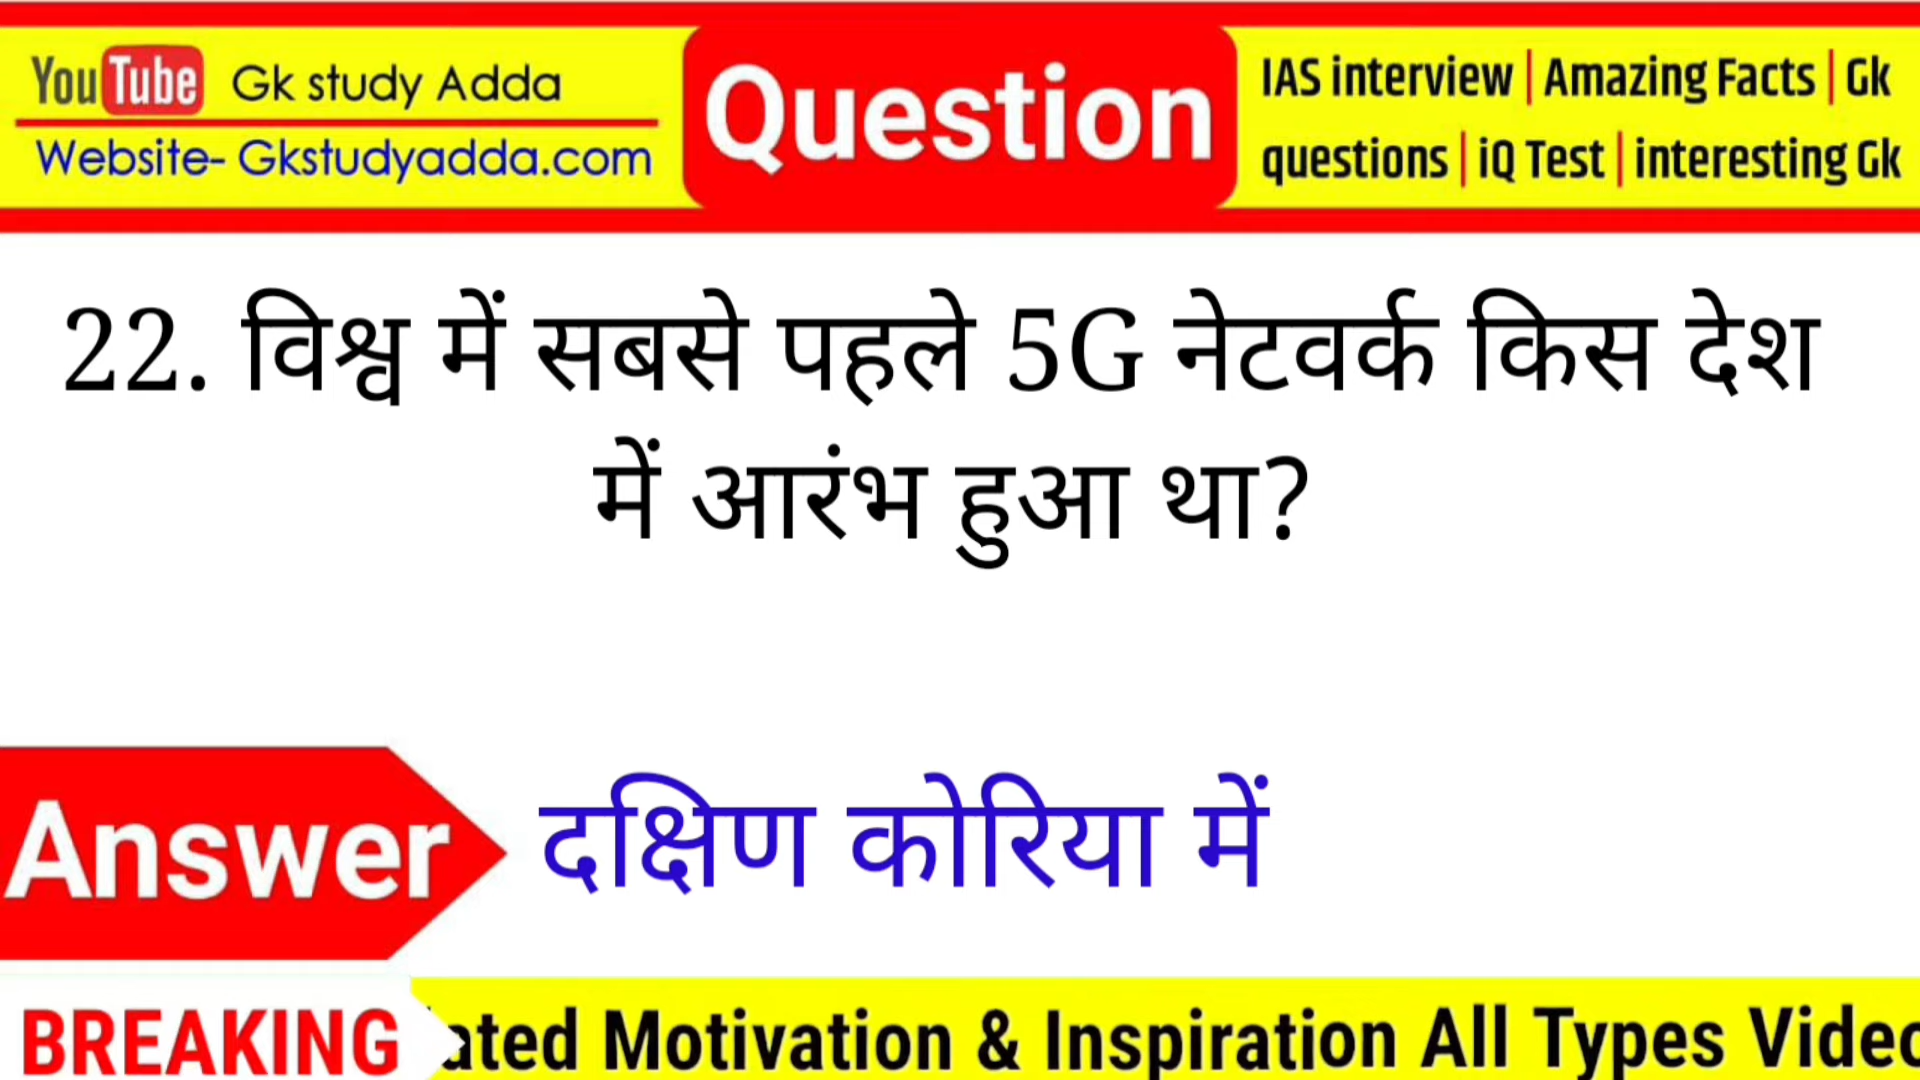 YouTube Gk study Adda
Website- Gkstudyadda.com
Question
IAS interview | Amazing Facts | Gk
questions | iQ Test | interesting Gk
22. विश्व में सबसे पहले 5G नेटवर्क किस देश
में आरंभ हुआ था?
Answer
दक्षिण कोरिया में
BREAKING
Motivation & Inspiration All Types